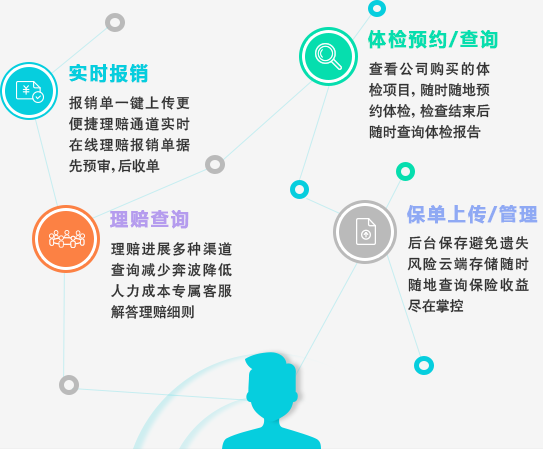 实时报销
报销单一键上传更
便捷理赔通道实时
在线理赔报销单据
先预审,后收单
体检预约/查询
查看公司购买的体
检项目,随时随地预
约体检,检查结束后
随时查询体检报告
理赔查询
理赔进展多种渠道
查询减少奔波降低
人力成本专属客服
解答理赔细则
保单上传/管理
后台保存避免遗失
风险云端存储随时
随地查询保险收益
尽在掌控